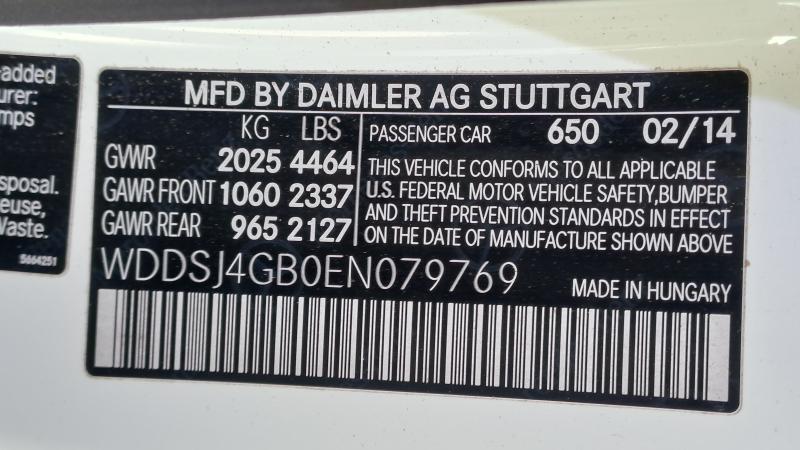 -added
urer:
mps
sposal.
euse,
Waste.
5664251
MFD BY DAIMLER AG STUTTGART
KG LBS
GVWR 2025 4464
GAWR FRONT 1060 2337
GAWR REAR 965 2127
PASSENGER CAR 650 02/14
THIS VEHICLE CONFORMS TO ALL APPLICABLE
U.S. FEDERAL MOTOR VEHICLE SAFETY,BUMPER
AND THEFT PREVENTION STANDARDS IN EFFECT
ON THE DATE OF MANUFACTURE SHOWN ABOVE
WDDSJ4GB0EN079769
MADE IN HUNGARY